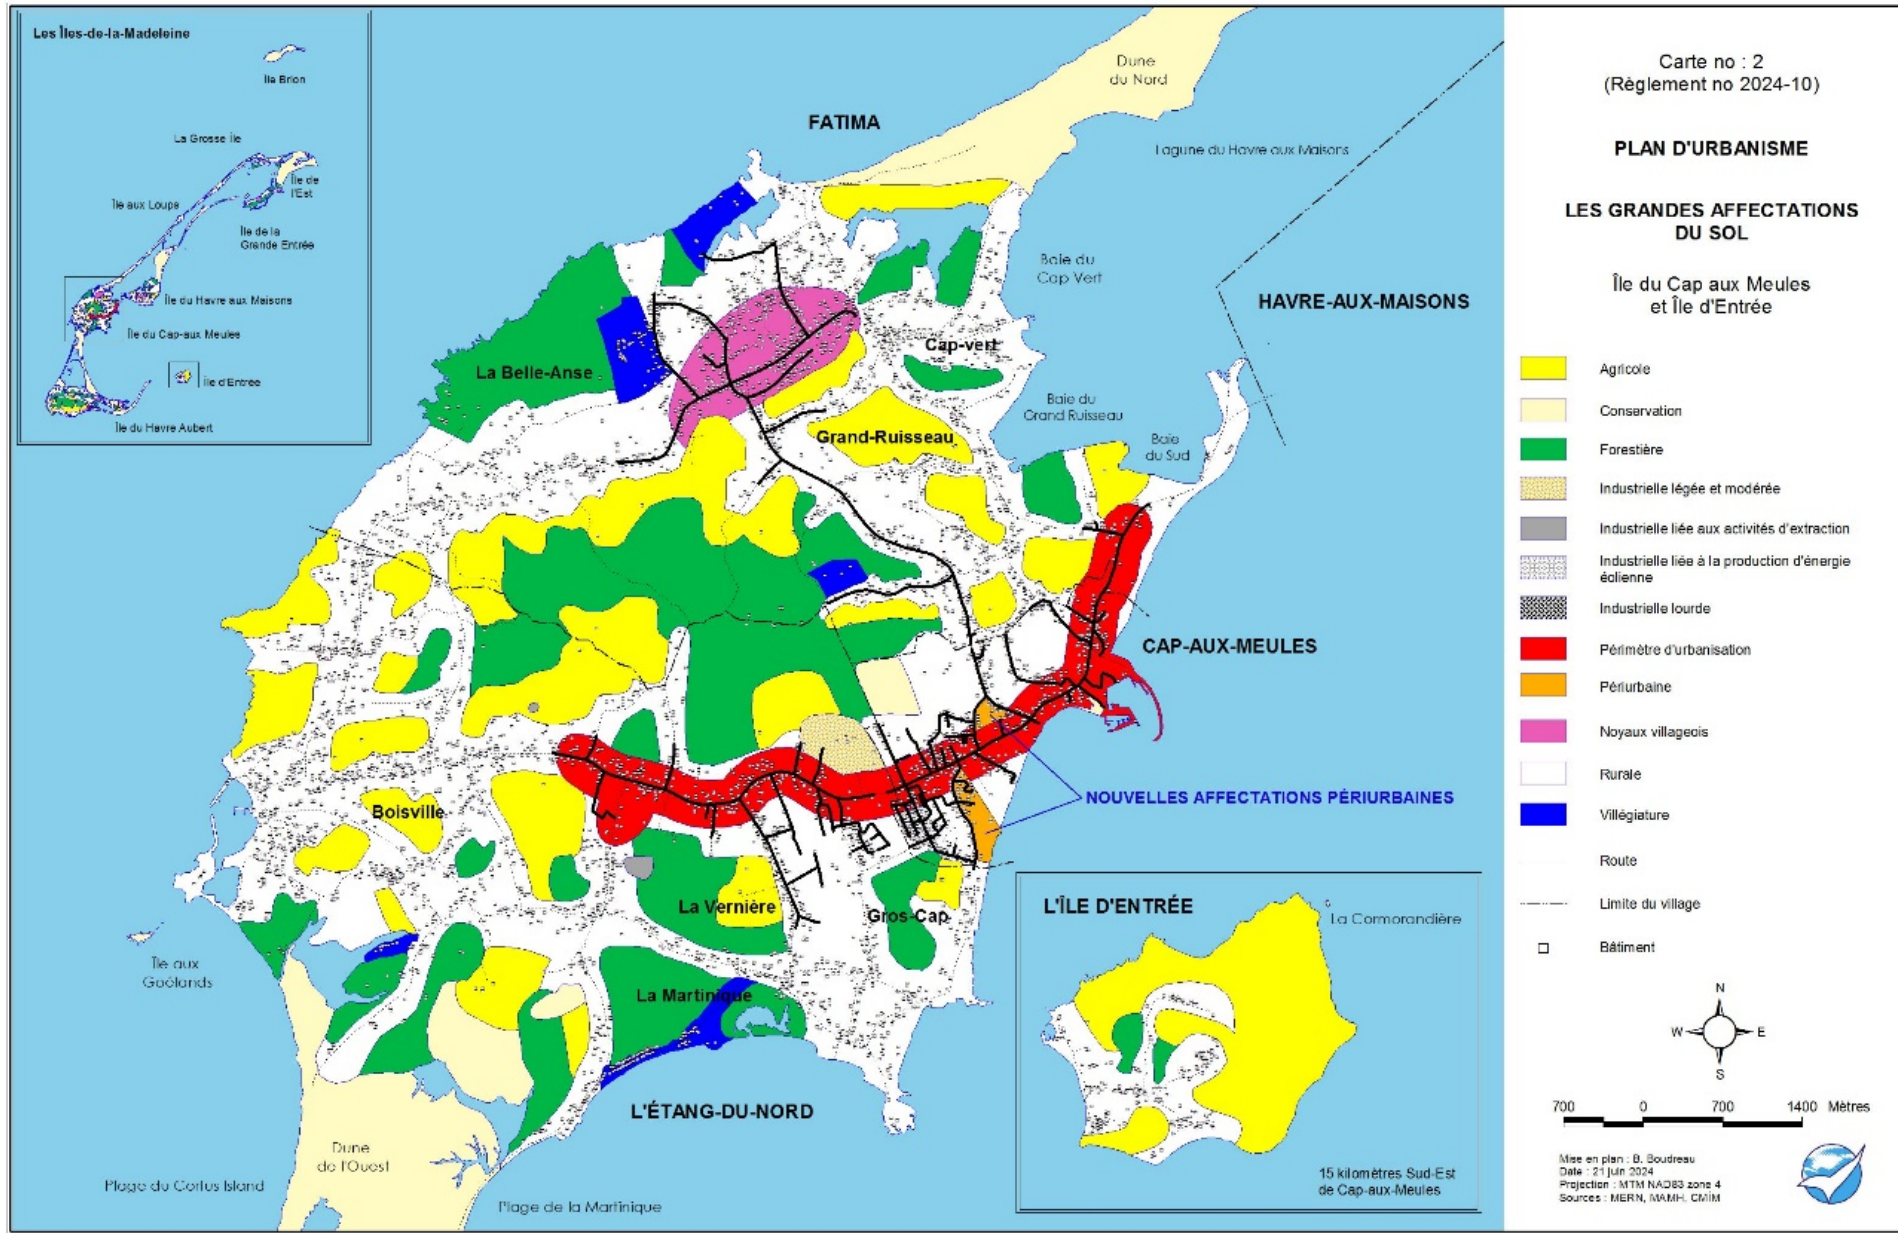 Les Îles-de-la-Madeleine
Île Brion
La Grosse Île
Île de
l'Est
Île aux Loups
Île de la
Grande Entrée
Île du Havre aux Maisons
Île du Cap-aux Meules
Île d'Entrée
Île du Havre Aubert
Dune
du Nord
FATIMA
Lagune du Havre aux Maisons
Baie du
Cap Vert
HAVRE-AUX-MAISONS
Cap-vert
La Belle-Anse
Baie du
Grand Ruisseau
Grand-Ruisseau
Baie
du Sud
CAP-AUX-MEULES
NOUVELLES AFFECTATIONS PÉRIURBAINES
Boisville
La Vernière
Gros-Cap
Île aux
Goélands
La Martinique
L'ÉTANG-DU-NORD
Dune
de l'Ouest
Plage du Corfus Island
Plage de la Martinique
L'ÎLE D'ENTRÉE
La Cormorandière
15 kilomètres Sud-Est
de Cap-aux-Meules
Carte no : 2
(Règlement no 2024-10)
PLAN D'URBANISME
LES GRANDES AFFECTATIONS
DU SOL
Île du Cap aux Meules
et Île d'Entrée
Agricole
Conservation
Forestière
Industrielle légée et modérée
Industrielle liée aux activités d'extraction
Industrielle liée à la production d'énergie
éolienne
Industrielle lourde
Périmètre d'urbanisation
Périurbaine
Noyaux villageois
Rurale
Villégiature
Route
Limite du village
Bâtiment
N
W E
S
700 0 700 1400 Mètres
Mise en plan : B. Boudreau
Date : 21 juin 2024
Projection : MTM NAD83 zone 4
Sources : MERN, MAMH, CMÎM